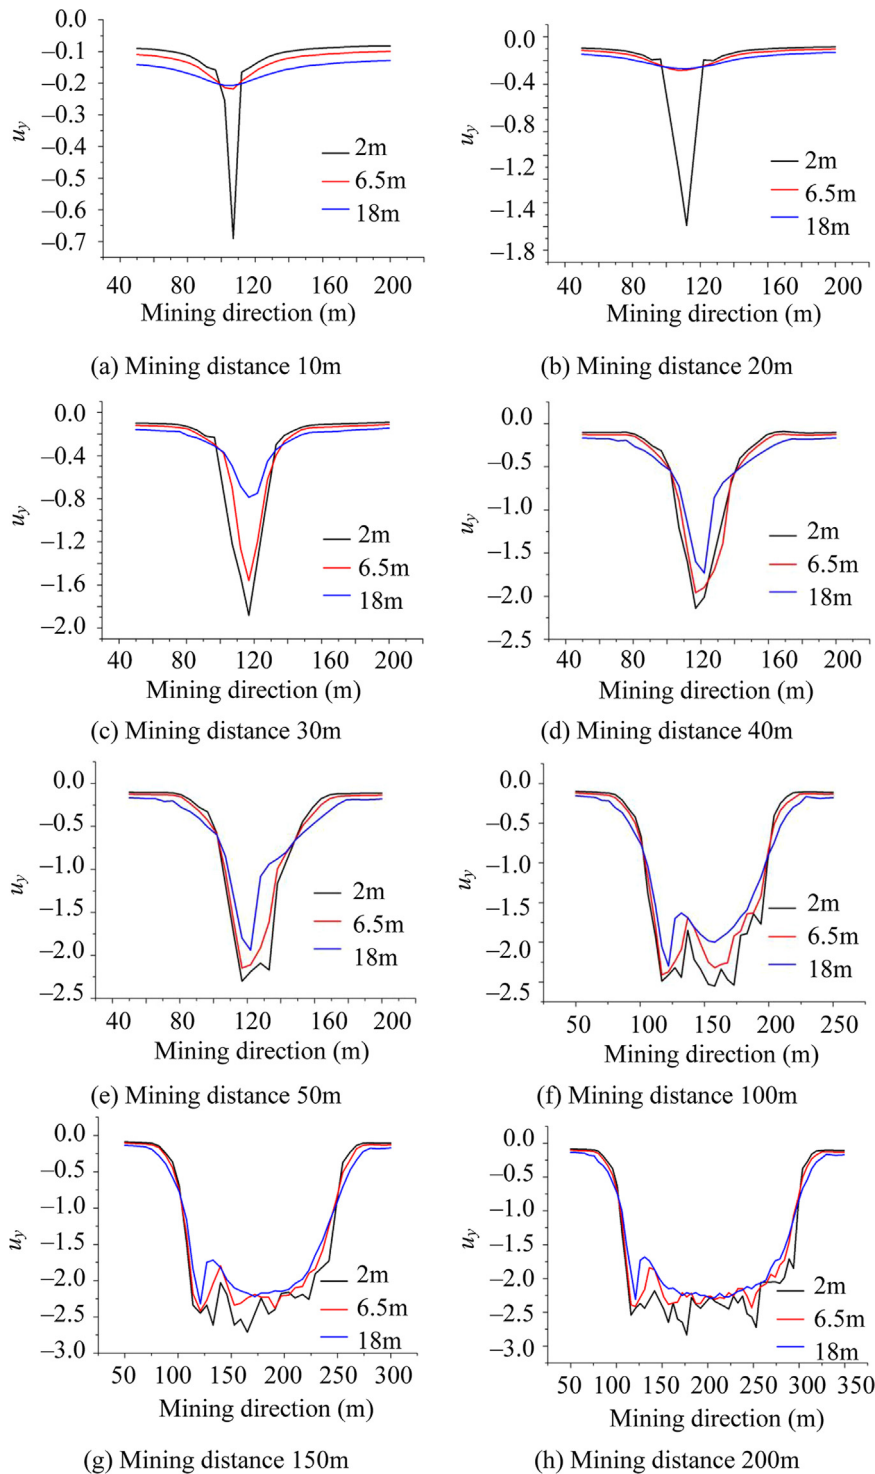 0.0
−0.1
−0.2
−0.3
−0.4
−0.5
−0.6
−0.7
u_y
2m
6.5m
18m
40 80 120 160 200
Mining direction (m)
(a) Mining distance 10m
0.0
−0.4
−0.8
−1.2
−1.4
−1.8
u_y
2m
6.5m
18m
40 80 120 160 200
Mining direction (m)
(b) Mining distance 20m
0.0
−0.4
−0.8
−1.2
−1.6
−2.0
u_y
2m
6.5m
18m
40 80 120 160 200
Mining direction (m)
(c) Mining distance 30m
0.0
−0.5
−1.0
−1.5
−2.0
−2.5
u_y
2m
6.5m
18m
40 80 120 160 200
Mining direction (m)
(d) Mining distance 40m
0.0
−0.5
−1.0
−1.5
−2.0
−2.5
u_y
2m
6.5m
18m
40 80 120 160 200
Mining direction (m)
(e) Mining distance 50m
0.0
−0.5
−1.0
−1.5
−2.0
−2.5
u_y
2m
6.5m
18m
50 100 150 200 250
Mining direction (m)
(f) Mining distance 100m
0.0
−0.5
−1.0
−1.5
−2.0
−2.5
−3.0
u_y
2m
6.5m
18m
50 100 150 200 250 300
Mining direction (m)
(g) Mining distance 150m
0.0
−0.5
−1.0
−1.5
−2.0
−2.5
−3.0
u_y
2m
6.5m
18m
50 100 150 200 250 300 350
Mining direction (m)
(h) Mining distance 200m